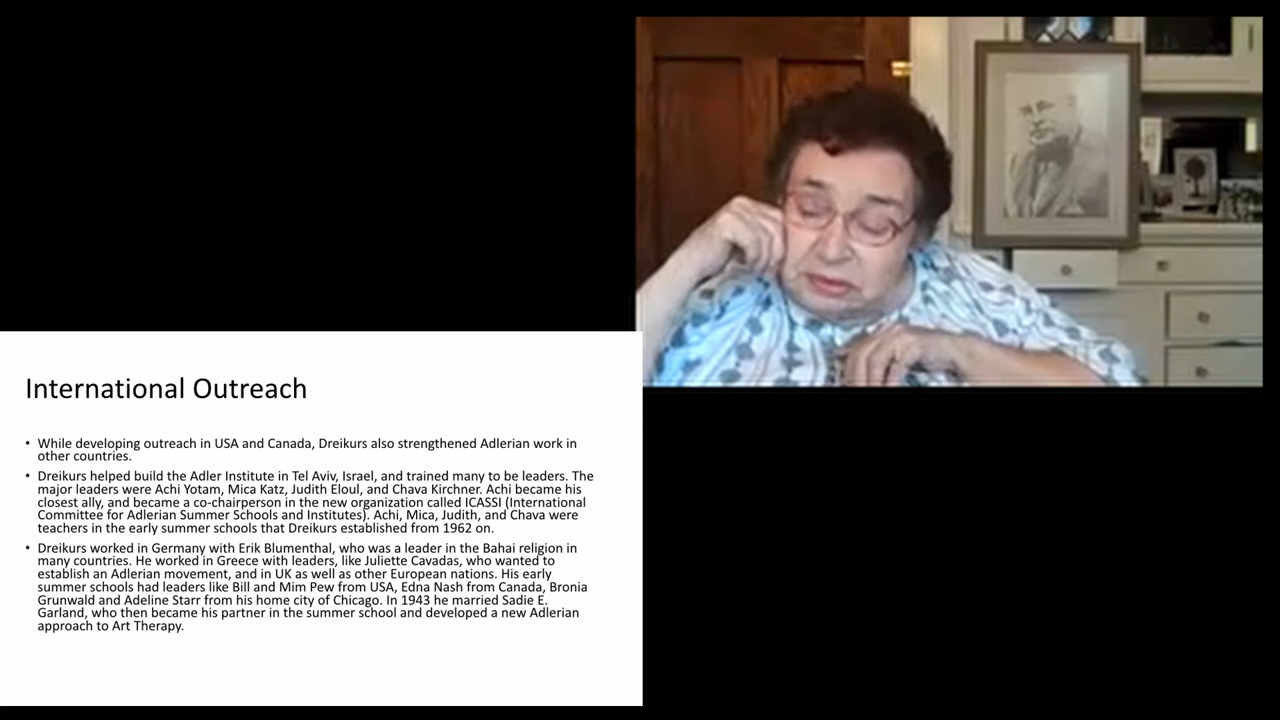 International Outreach
• While developing outreach in USA and Canada, Dreikurs also strengthened Adlerian work in
other countries.
• Dreikurs helped build the Adler Institute in Tel Aviv, Israel, and trained many to be leaders. The
major leaders were Achi Yotam, Mica Katz, Judith Eloul, and Chava Kirchner. Achi became his
closest ally, and became a co-chairperson in the new organization called ICASSI (International
Committee for Adlerian Summer Schools and Institutes). Achi, Mica, Judith, and Chava were
teachers in the early summer schools that Dreikurs established from 1962 on.
• Dreikurs worked in Germany with Erik Blumenthal, who was a leader in the Bahai religion in
many countries. He worked in Greece with leaders, like Juliette Cavadas, who wanted to
establish an Adlerian movement, and in UK as well as other European nations. His early
summer schools had leaders like Bill and Mim Pew from USA, Edna Nash from Canada, Bronia
Grunwald and Adeline Starr from his home city of Chicago. In 1943 he married Sadie E.
Garland, who then became his partner in the summer school and developed a new Adlerian
approach to Art Therapy.